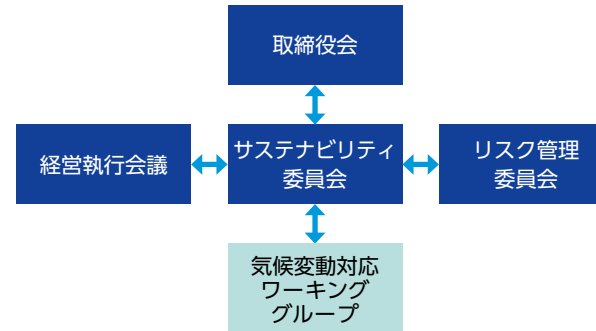 取締役会
経営執行会議
サステナビリティ
委員会
リスク管理
委員会
気候変動対応
ワーキング
グループ